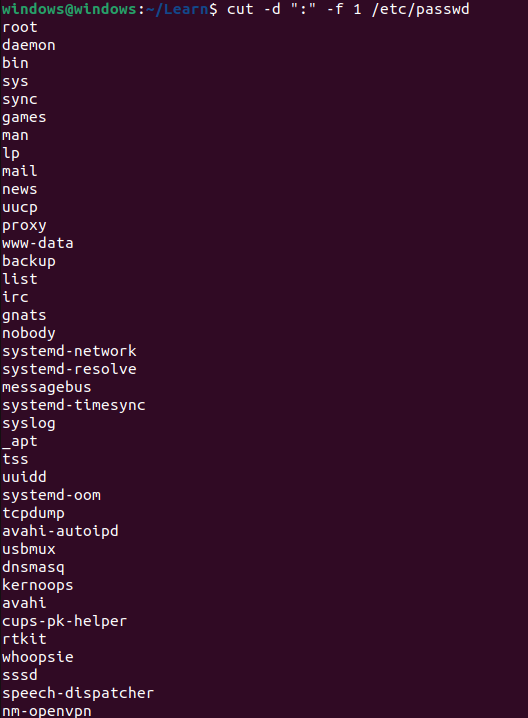 windows@windows:~/Learn$ cut -d ":" -f 1 /etc/passwd
root
daemon
bin
sys
sync
games
man
lp
mail
news
uucp
proxy
www-data
backup
list
irc
gnats
nobody
systemd-network
systemd-resolve
messagebus
systemd-timesync
syslog
_apt
tss
uuidd
systemd-oom
tcpdump
avahi-autoipd
usbmux
dnsmasq
kernoops
avahi
cups-pk-helper
rtkit
whoopsie
sssd
speech-dispatcher
nm-openvpn